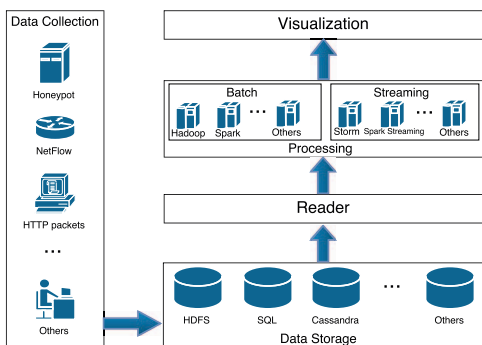 Data Collection
Honeypot
NetFlow
HTTP packets
...
Others
Visualization
Batch
Hadoop Spark ... Others
Streaming
Storm Spark Streaming ... Others
Processing
Reader
HDFS SQL Cassandra ... Others
Data Storage